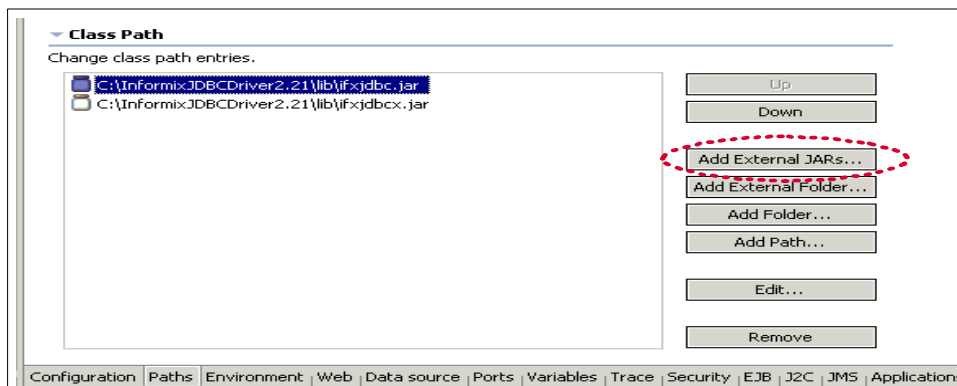 Class Path
Change class path entries.
C:\InformixJDBCDriver2.21\lib\ifxjdbc.jar
C:\InformixJDBCDriver2.21\lib\ifxjdbcx.jar
Up
Down
Add External JARs...
Add External Folder...
Add Folder...
Add Path...
Edit...
Remove
Configuration Paths Environment Web Data source Ports Variables Trace Security EJB J2C JMS Application